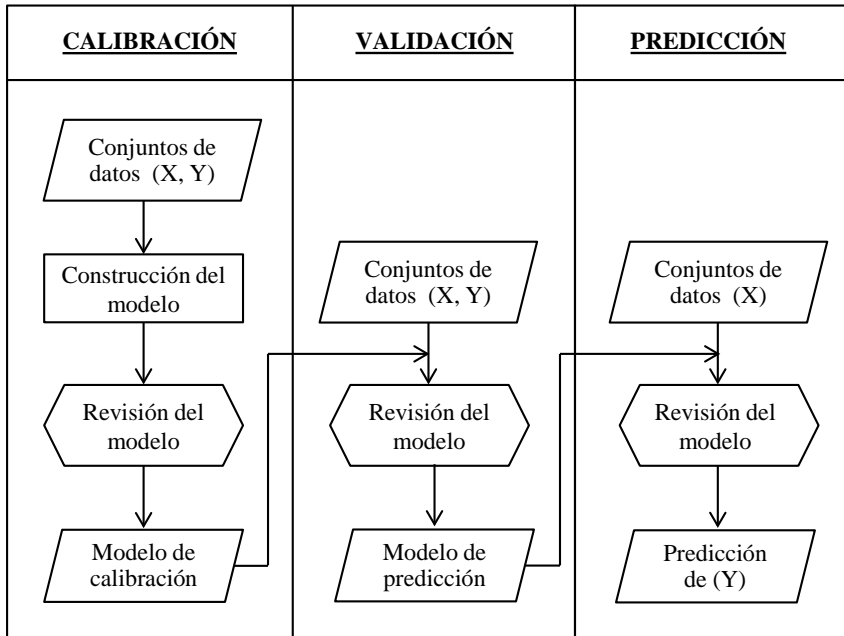 CALIBRACIÓN
VALIDACIÓN
PREDICCIÓN
Conjuntos de
datos (X, Y)
Construcción del
modelo
Revisión del
modelo
Modelo de
calibración
Conjuntos de
datos (X, Y)
Revisión del
modelo
Modelo de
predicción
Conjuntos de
datos (X)
Revisión del
modelo
Predicción
de (Y)